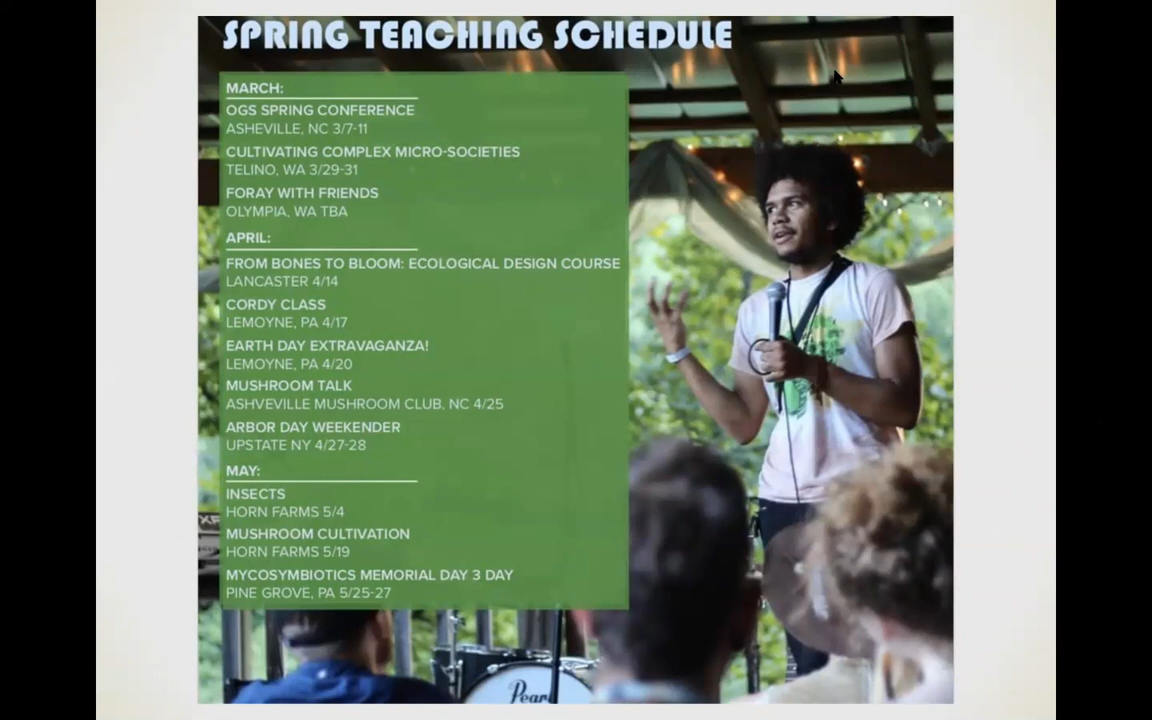 SPRING TEACHING SCHEDULE
MARCH:
OGS SPRING CONFERENCE
ASHEVILLE, NC 3/7-11
CULTIVATING COMPLEX MICRO-SOCIETIES
TELINO, WA 3/29-31
FORAY WITH FRIENDS
OLYMPIA, WA TBA
APRIL:
FROM BONES TO BLOOM: ECOLOGICAL DESIGN COURSE
LANCASTER 4/14
CORDY CLASS
LEMOYNE, PA 4/17
EARTH DAY EXTRAVAGANZA!
LEMOYNE, PA 4/20
MUSHROOM TALK
ASHVEVILLE MUSHROOM CLUB, NC 4/25
ARBOR DAY WEEKENDER
UPSTATE NY 4/27-28
MAY:
INSECTS
HORN FARMS 5/4
MUSHROOM CULTIVATION
HORN FARMS 5/19
MYCOSYMBIOTICS MEMORIAL DAY 3 DAY
PINE GROVE, PA 5/25-27